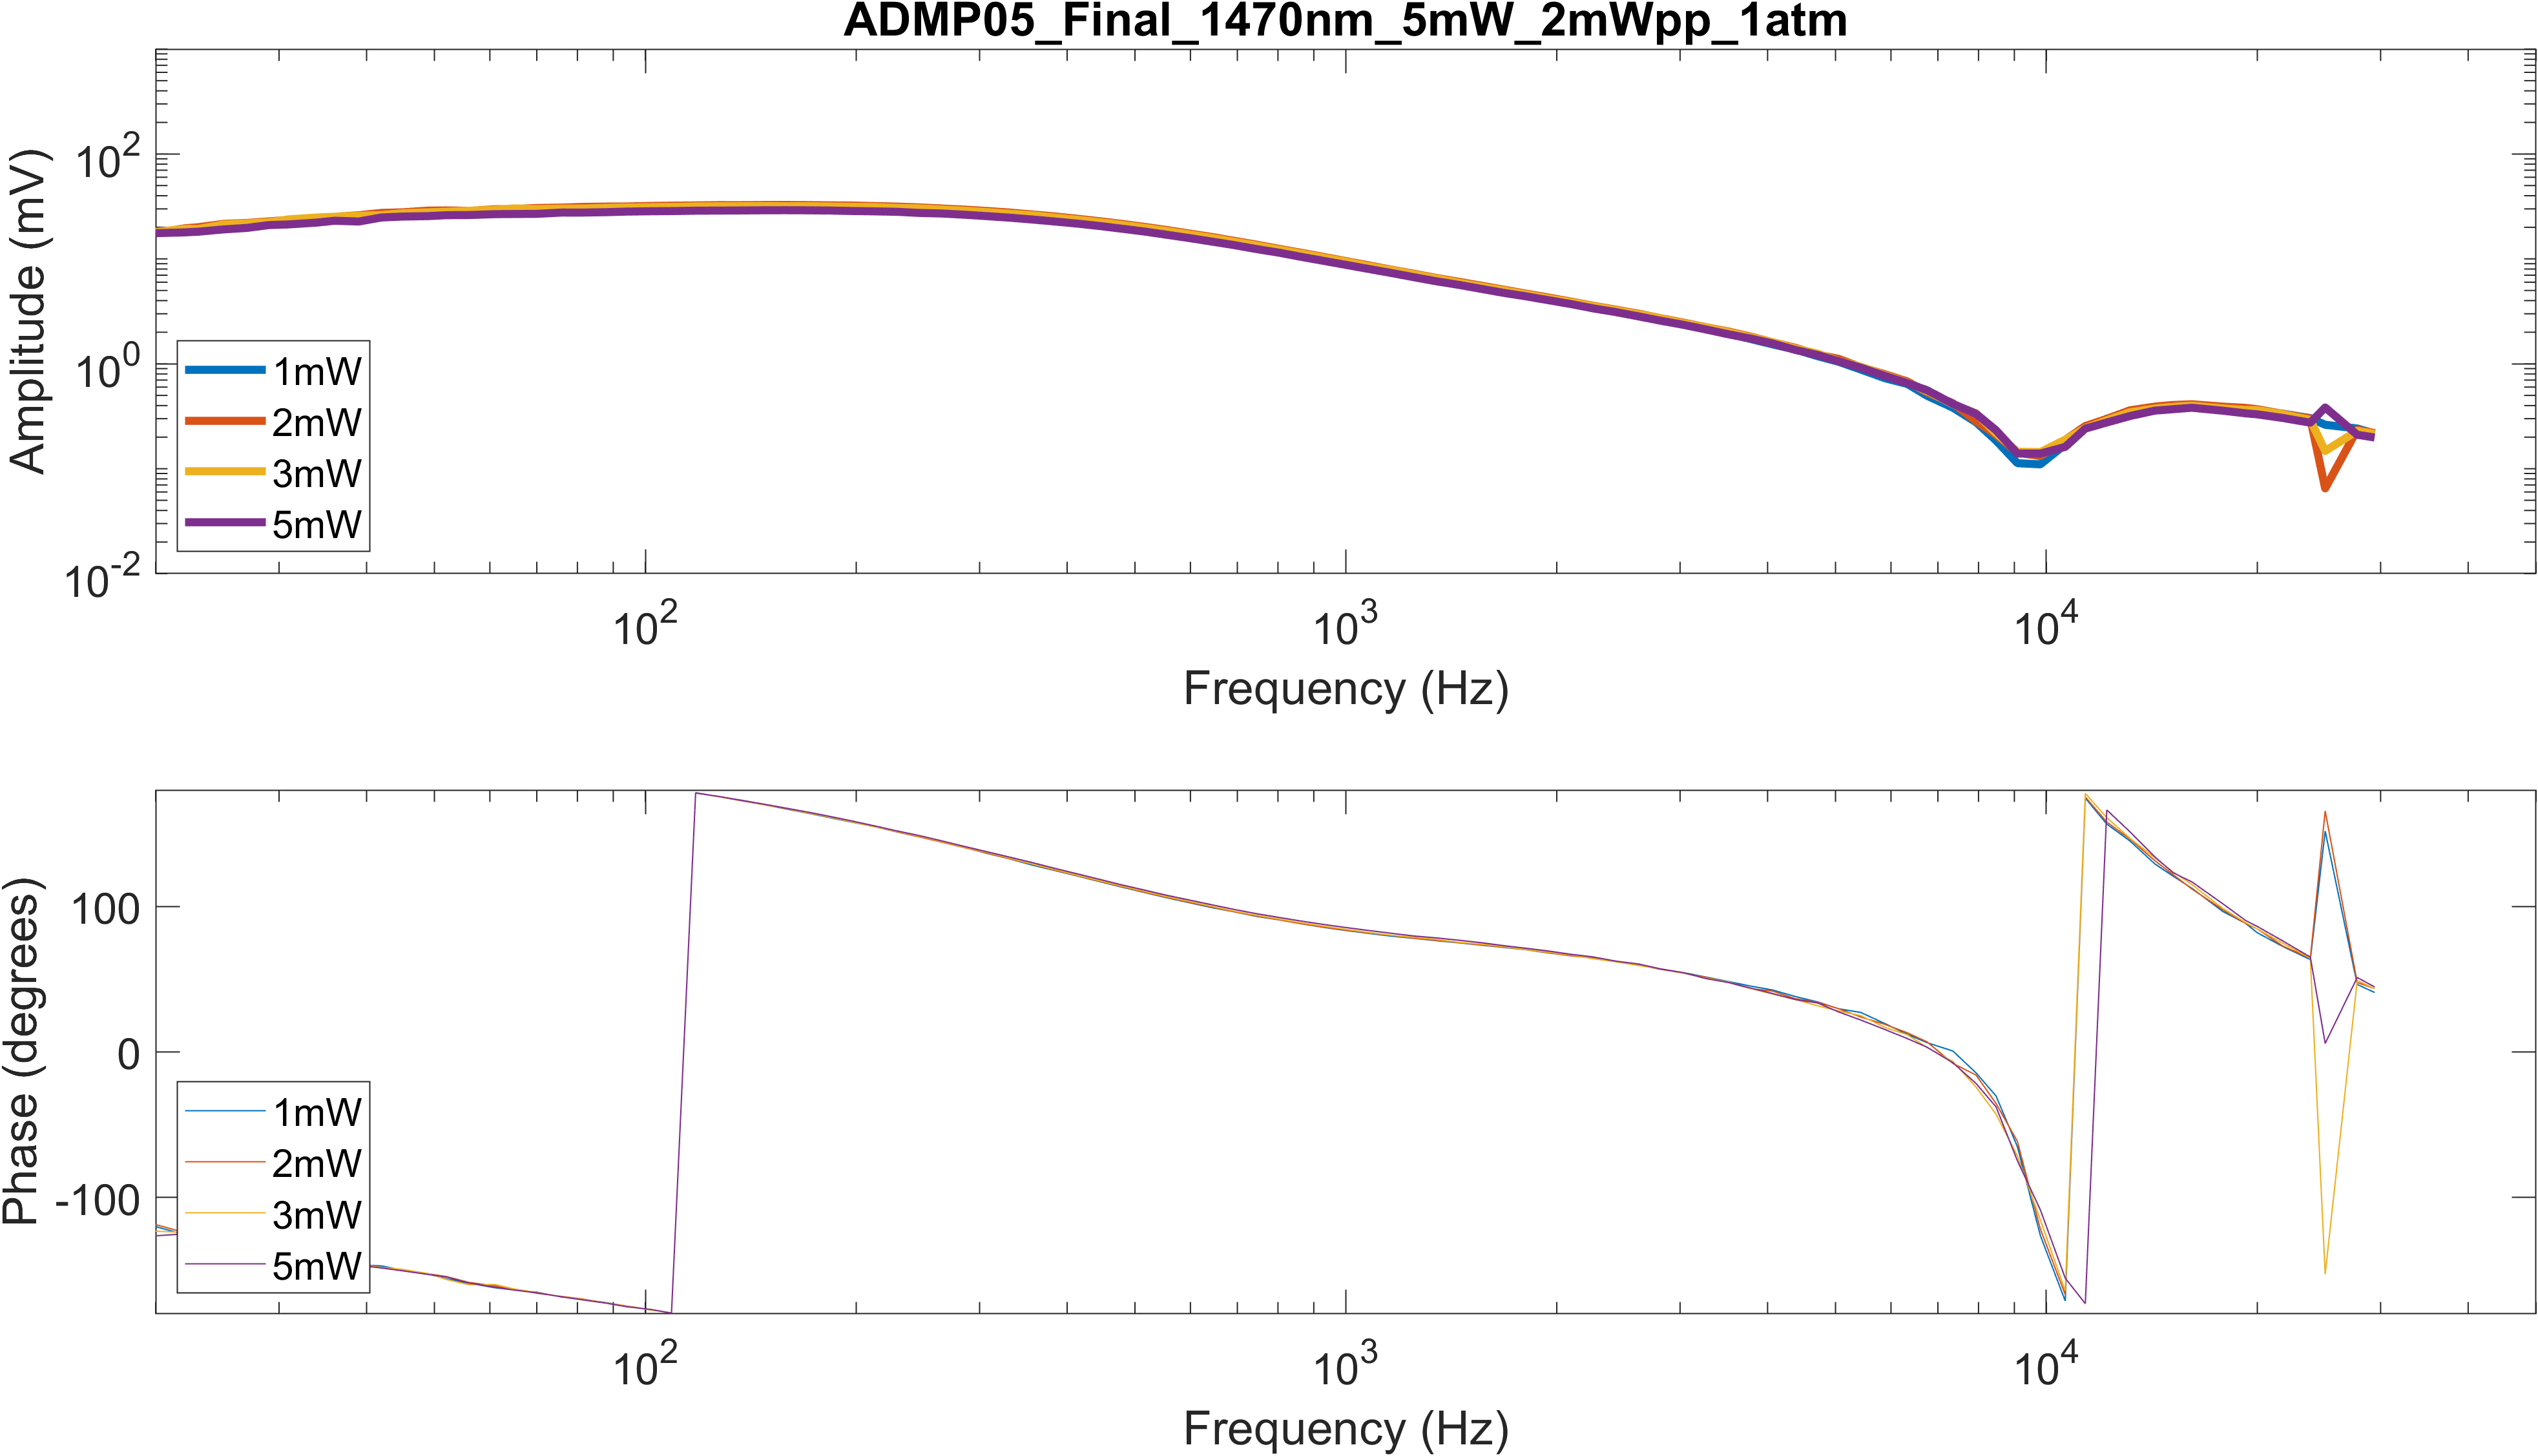 ADMP05_Final_1470nm_5mW_2mWpp_1atm
Amplitude (mV)
10^2
10^0
10^-2
1mW
2mW
3mW
5mW
10^2 10^3 10^4
Frequency (Hz)
Phase (degrees)
100
0
-100
1mW
2mW
3mW
5mW
10^2 10^3 10^4
Frequency (Hz)